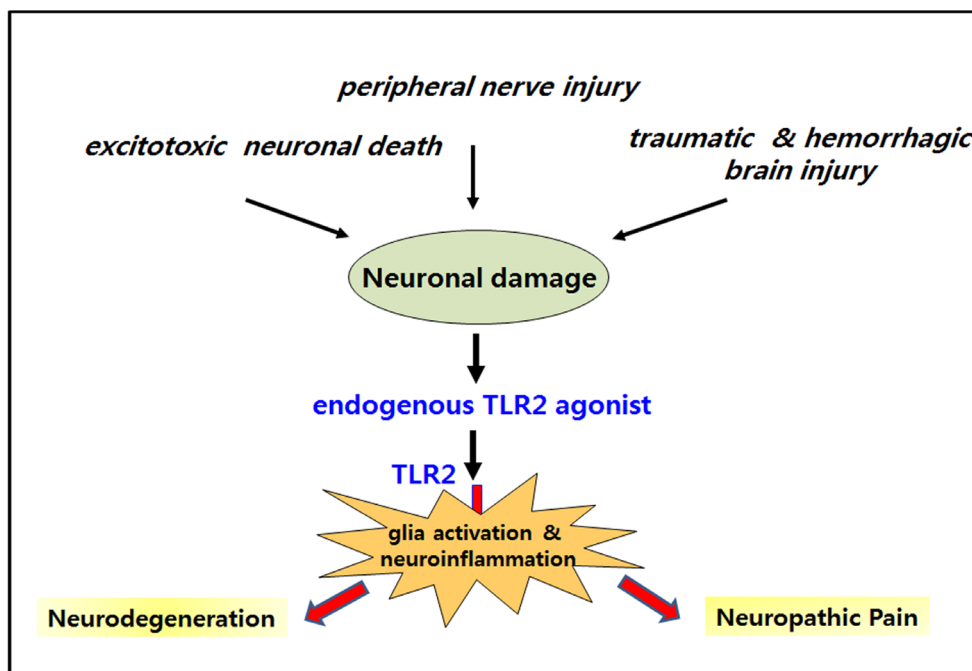 peripheral nerve injury
excitotoxic neuronal death
traumatic & hemorrhagic
brain injury
Neuronal damage
endogenous TLR2 agonist
TLR2
glia activation &
neuroinflammation
Neurodegeneration
Neuropathic Pain